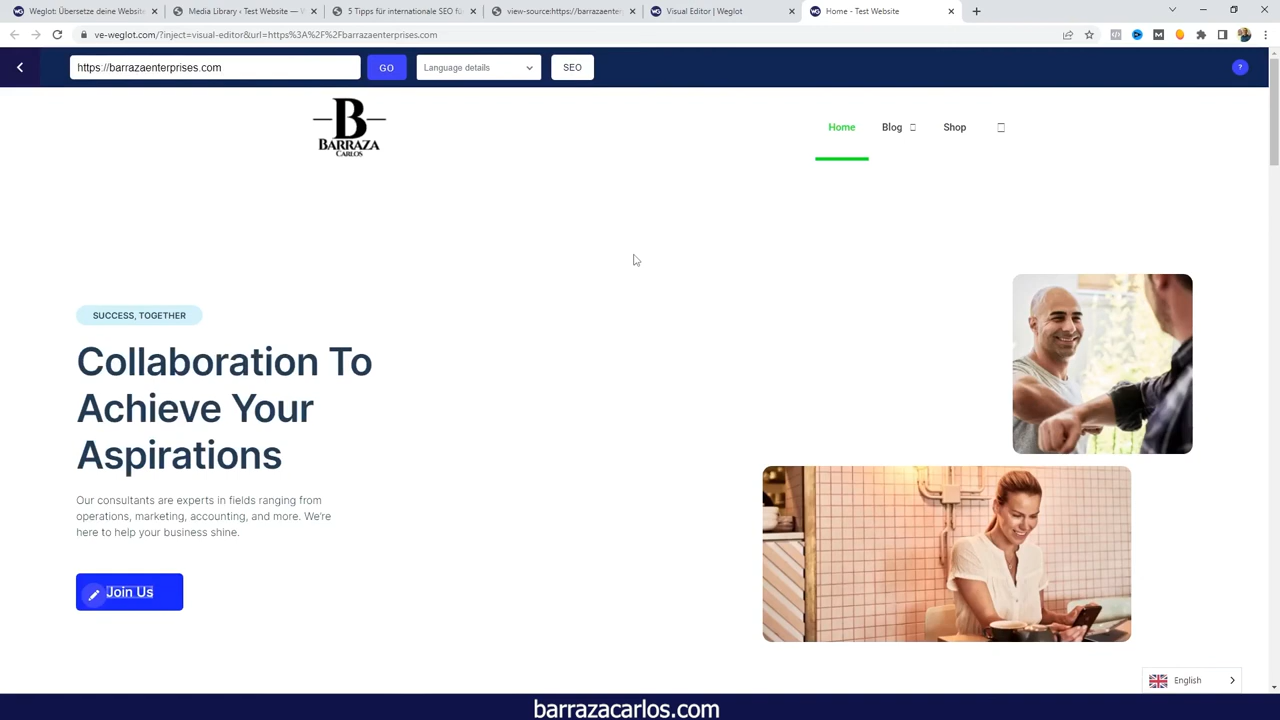 Weglot: Übersetze deine Website
Media Library ‹ Test Website — W
5 Tipps für internationale SEO fü
view-source:https://barrazaenter
Visual Editor | Weglot
Home - Test Website
ve-weglot.com/?inject=visual-editor&url=https%3A%2F%2Fbarrazaenterprises.com
https://barrazaenterprises.com
GO
Language details
SEO
?
B
BARRAZA
CARLOS
Home
Blog
Shop
SUCCESS, TOGETHER
Collaboration To
Achieve Your
Aspirations
Our consultants are experts in fields ranging from
operations, marketing, accounting, and more. We're
here to help your business shine.
Join Us
English
barrazacarlos.com